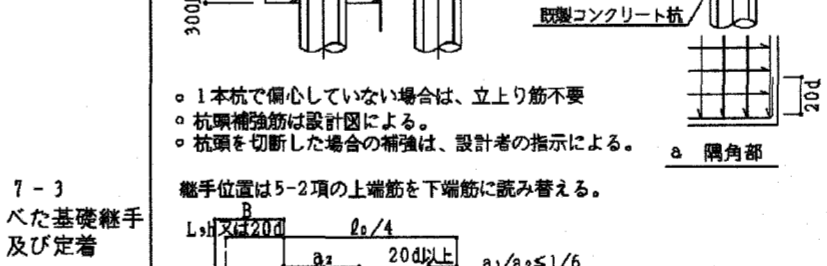 300
既製コンクリート杭
20d
○ 1本杭で偏心していない場合は、立上り筋不要
○ 杭頭補強筋は設計図による。
○ 杭頭を切断した場合の補強は、設計者の指示による。
a 隅角部
7-3
べた基礎継手
及び定着
継手位置は5-2項の上端筋を下端筋に読み替える。
B
L₃h又は20d
ℓ₀/4
a₂
20d以上